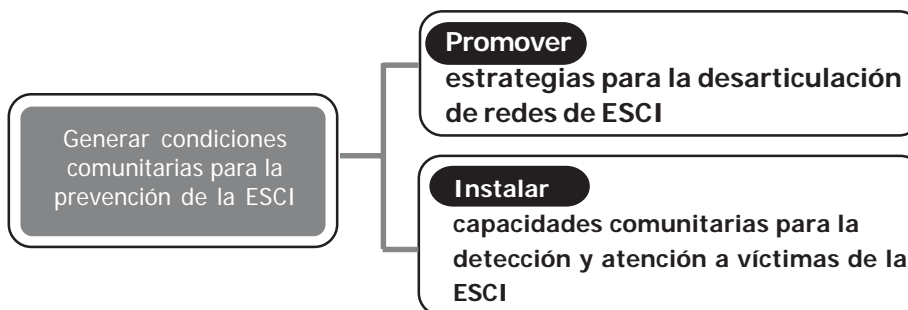 Generar condiciones
comunitarias para la
prevención de la ESCI
Promover
estrategias para la desarticulación
de redes de ESCI
Instalar
capacidades comunitarias para la
detección y atención a víctimas de la
ESCI